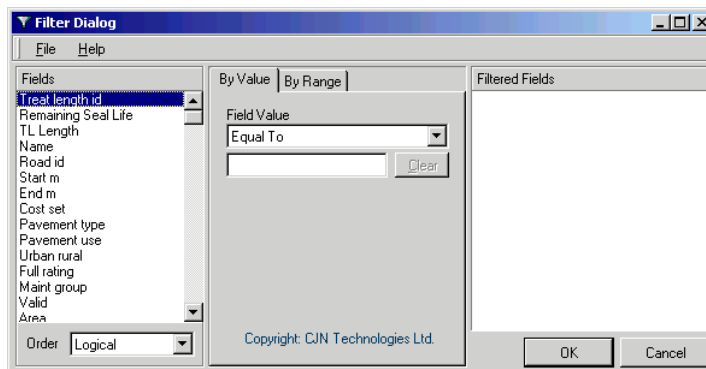 Filter Dialog
File Help
Fields
Treat length id
Remaining Seal Life
TL Length
Name
Road id
Start m
End m
Cost set
Pavement type
Pavement use
Urban rural
Full rating
Maint group
Valid
Area
Order Logical
By Value By Range
Field Value
Equal To
Clear
Copyright: CJN Technologies Ltd.
Filtered Fields
OK Cancel